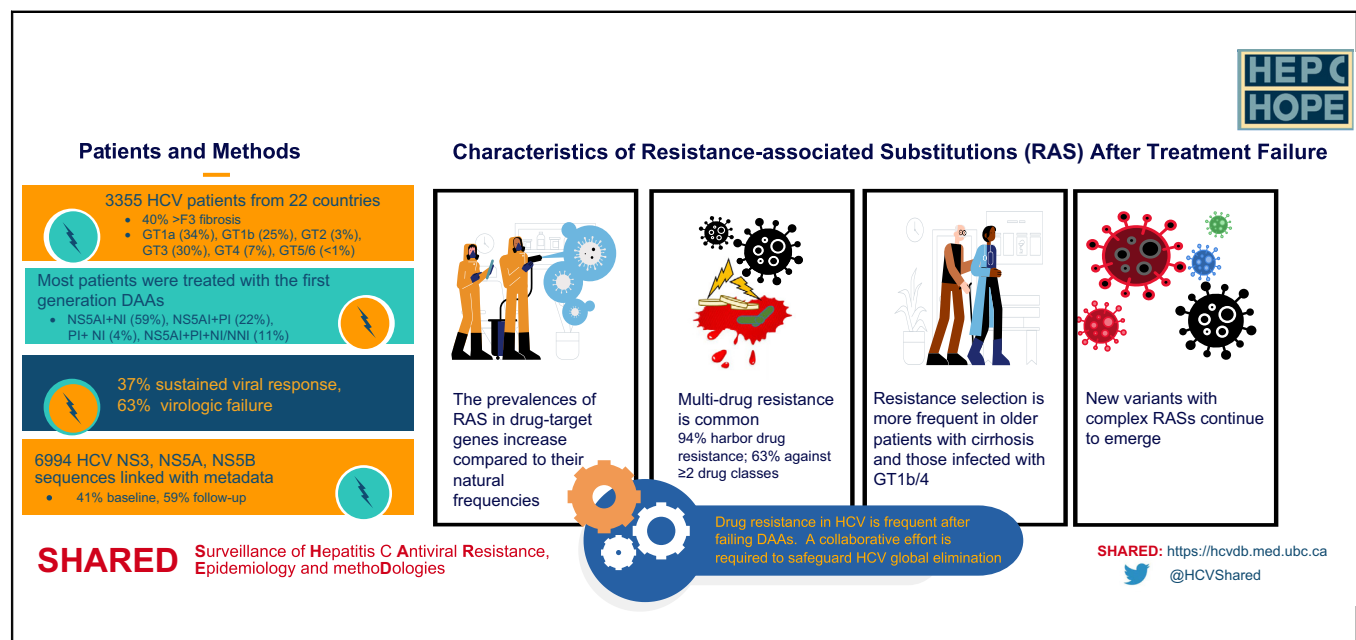 HEP C
HOPE
Patients and Methods
Characteristics of Resistance-associated Substitutions (RAS) After Treatment Failure
3355 HCV patients from 22 countries
• 40% >F3 fibrosis
• GT1a (34%), GT1b (25%), GT2 (3%),
GT3 (30%), GT4 (7%), GT5/6 (<1%)
Most patients were treated with the first
generation DAAs
• NS5AI+NI (59%), NS5AI+PI (22%),
PI+ NI (4%), NS5AI+PI+NI/NNI (11%)
37% sustained viral response,
63% virologic failure
6994 HCV NS3, NS5A, NS5B
sequences linked with metadata
• 41% baseline, 59% follow-up
The prevalences of
RAS in drug-target
genes increase
compared to their
natural
frequencies
Multi-drug resistance
is common
94% harbor drug
resistance; 63% against
≥2 drug classes
Resistance selection is
more frequent in older
patients with cirrhosis
and those infected with
GT1b/4
New variants with
complex RASs continue
to emerge
Drug resistance in HCV is frequent after
failing DAAs. A collaborative effort is
required to safeguard HCV global elimination
SHARED
Surveillance of Hepatitis C Antiviral Resistance,
Epidemiology and methoDologies
SHARED: https://hcvdb.med.ubc.ca
@HCVShared